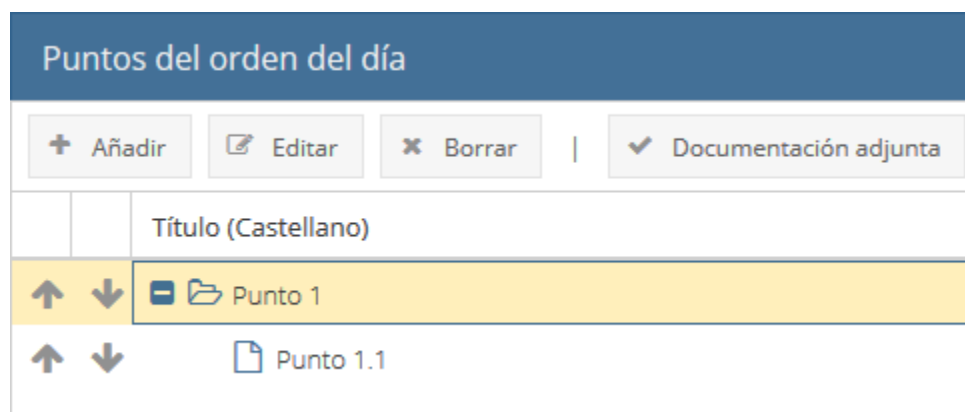 Puntos del orden del día
Añadir Editar Borrar | Documentación adjunta
Título (Castellano)
Punto 1
Punto 1.1